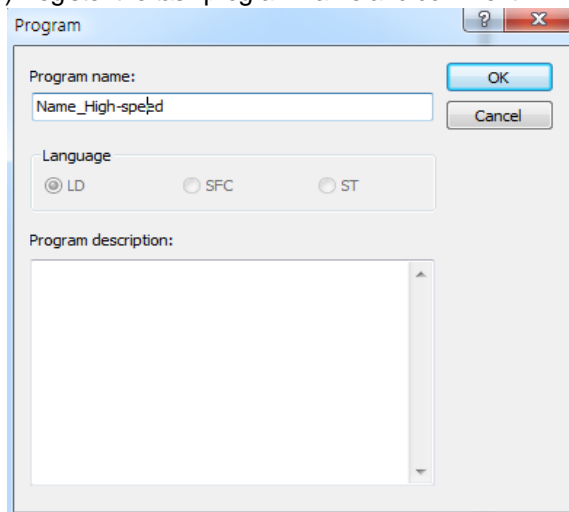 Program
Program name:
OK
Name_High-speed
Cancel
Language
LD SFC ST
Program description: